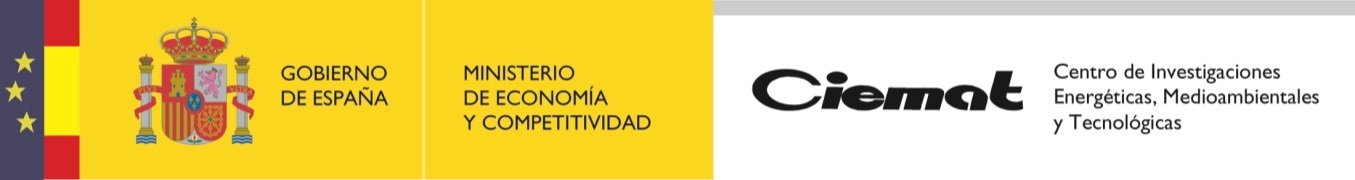 GOBIERNO
DE ESPAÑA
MINISTERIO
DE ECONOMÍA
Y COMPETITIVIDAD
Ciemat
Centro de Investigaciones
Energéticas, Medioambientales
y Tecnológicas